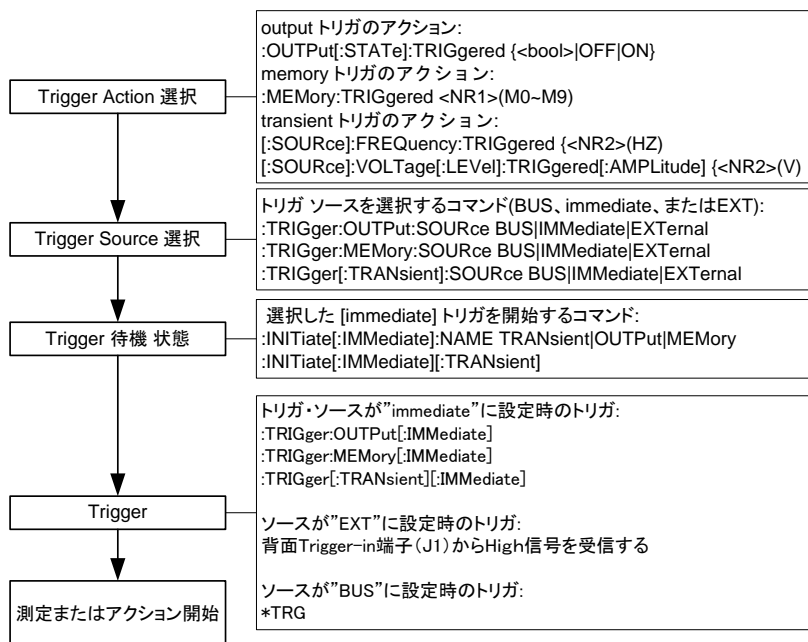 Trigger Action 選択
output トリガのアクション:
:OUTPut[:STATe]:TRIGgered {<bool>|OFF|ON}
memory トリガのアクション:
:MEMory:TRIGgered <NR1>(M0~M9)
transient トリガのアクション:
[:SOURce]:FREQuency:TRIGgered {<NR2>(HZ)
[:SOURce]:VOLTage[:LEVel]:TRIGgered[:AMPLitude] {<NR2>(V)
Trigger Source 選択
トリガ ソースを選択するコマンド(BUS、immediate、またはEXT):
:TRIGger:OUTPut:SOURce BUS|IMMediate|EXTernal
:TRIGger:MEMory:SOURce BUS|IMMediate|EXTernal
:TRIGger[:TRANsient]:SOURce BUS|IMMediate|EXTernal
Trigger 待機 状態
選択した [immediate] トリガを開始するコマンド:
:INITiate[:IMMediate]:NAME TRANsient|OUTPut|MEMory
:INITiate[:IMMediate][:TRANsient]
Trigger
トリガ・ソースが”immediate”に設定時のトリガ:
:TRIGger:OUTPut[:IMMediate]
:TRIGger:MEMory[:IMMediate]
:TRIGger[:TRANsient][:IMMediate]
ソースが”EXT”に設定時のトリガ:
背面Trigger-in端子(J1)からHigh信号を受信する
ソースが”BUS”に設定時のトリガ:
*TRG
測定またはアクション開始